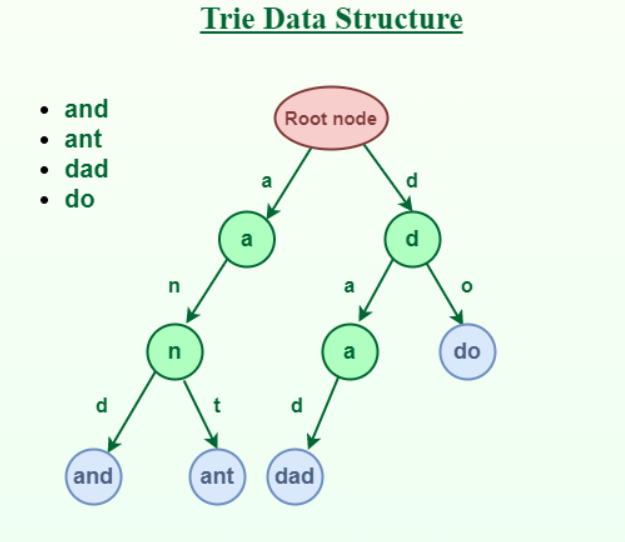 Trie Data Structure
• and
• ant
• dad
• do
Root node
a d
a d
n a o
n a do
d t d
and ant dad